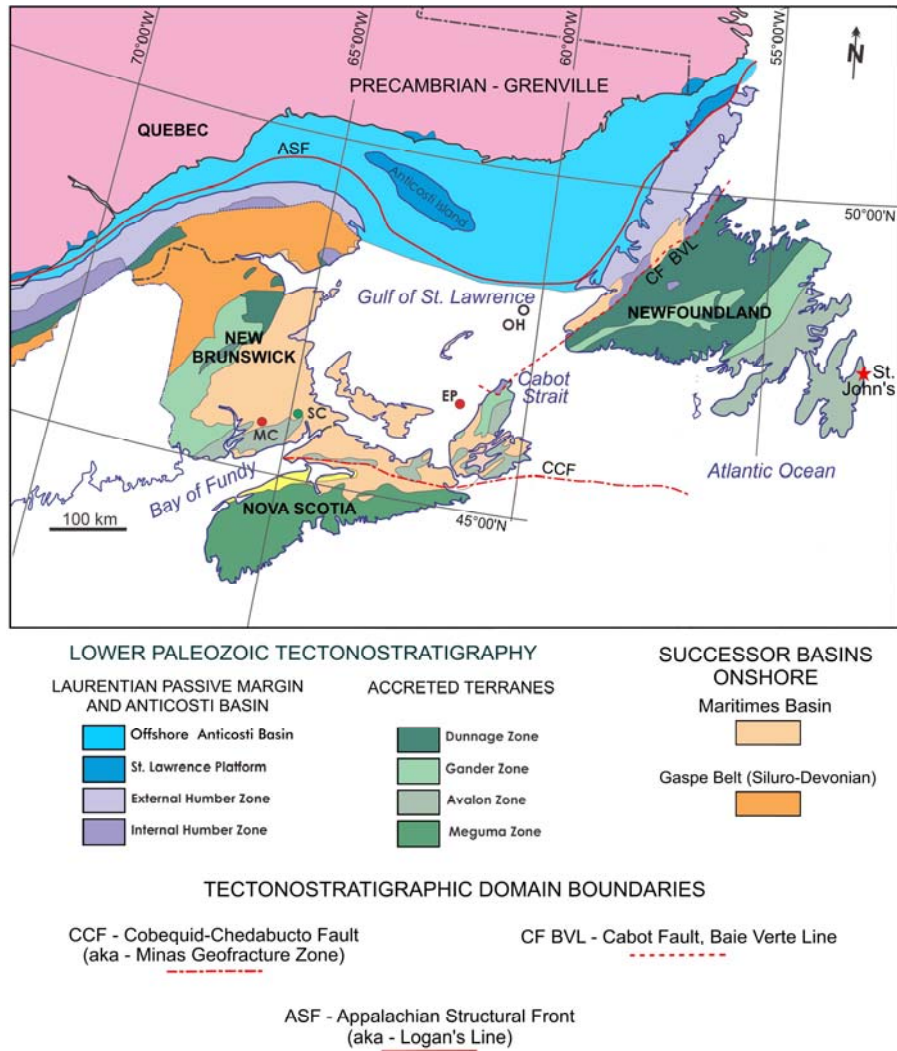 70°00'W
65°00'W
60°00'W
55°00'W
N
PRECAMBRIAN - GRENVILLE
QUEBEC
ASF
Anticosti Island
50°00'N
CF BVL
Gulf of St. Lawrence
NEWFOUNDLAND
OH
NEW
BRUNSWICK
St.
John's
Cabot
Strait
EP
SC
MC
CCF
Atlantic Ocean
Bay of Fundy
100 km
NOVA SCOTIA
45°00'N
LOWER PALEOZOIC TECTONOSTRATIGRAPHY
LAURENTIAN PASSIVE MARGIN
AND ANTICOSTI BASIN
Offshore Anticosti Basin
St. Lawrence Platform
External Humber Zone
Internal Humber Zone
ACCRETED TERRANES
Dunnage Zone
Gander Zone
Avalon Zone
Meguma Zone
SUCCESSOR BASINS
ONSHORE
Maritimes Basin
Gaspe Belt (Siluro-Devonian)
TECTONOSTRATIGRAPHIC DOMAIN BOUNDARIES
CCF - Cobequid-Chedabucto Fault
(aka - Minas Geofracture Zone)
CF BVL - Cabot Fault, Baie Verte Line
ASF - Appalachian Structural Front
(aka - Logan's Line)